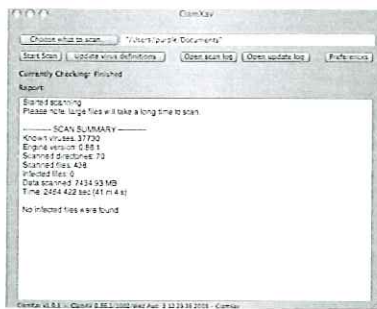 ClamXav
Choose what to scan... "/Users/purple/Documents"
Start Scan Update virus definitions Open scan log Open update log Preferences
Currently Checking: Finished
Report:
Started scanning
Please note, large files will take a long time to scan.
---------- SCAN SUMMARY ----------
Known viruses: 37730
Engine version: 0.86.1
Scanned directories: 70
Scanned files: 438
Infected files: 0
Data scanned: 7434.93 MB
Time: 2464.422 sec (41 m 4 s)
No infected files were found.